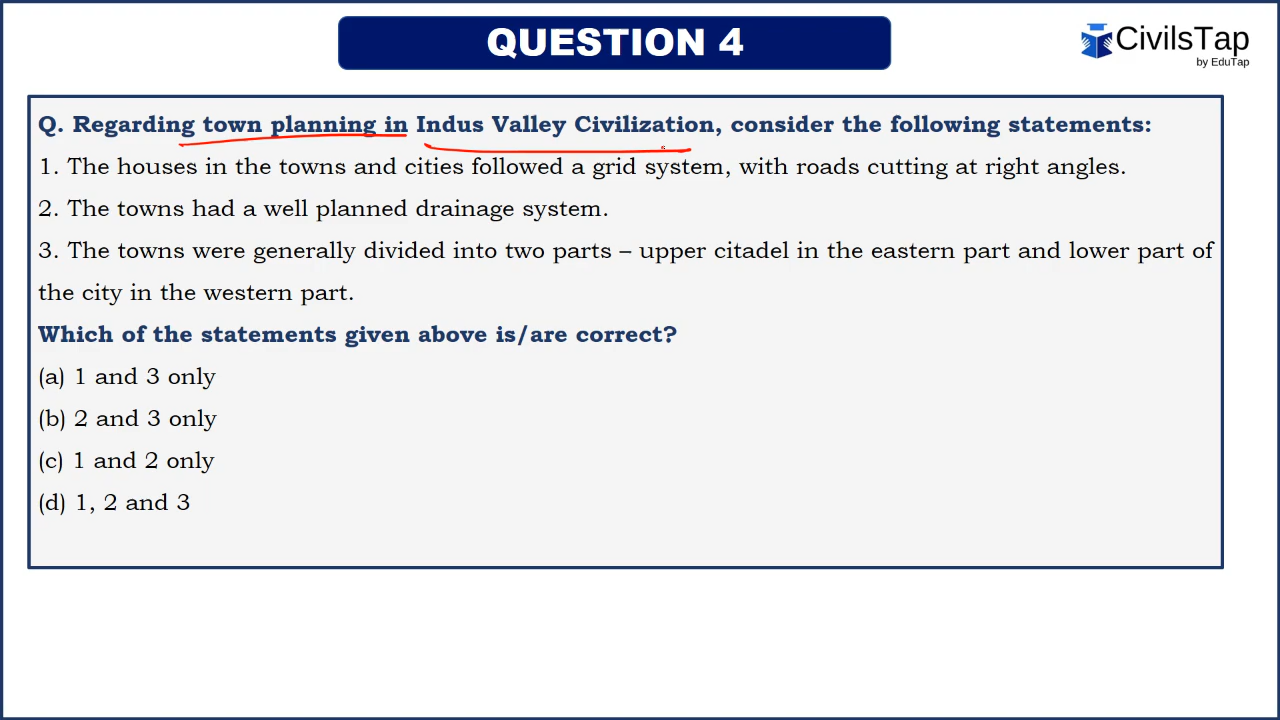 QUESTION 4
CivilsTap
by EduTap
Q. Regarding town planning in Indus Valley Civilization, consider the following statements:
1. The houses in the towns and cities followed a grid system, with roads cutting at right angles.
2. The towns had a well planned drainage system.
3. The towns were generally divided into two parts – upper citadel in the eastern part and lower part of
the city in the western part.
Which of the statements given above is/are correct?
(a) 1 and 3 only
(b) 2 and 3 only
(c) 1 and 2 only
(d) 1, 2 and 3